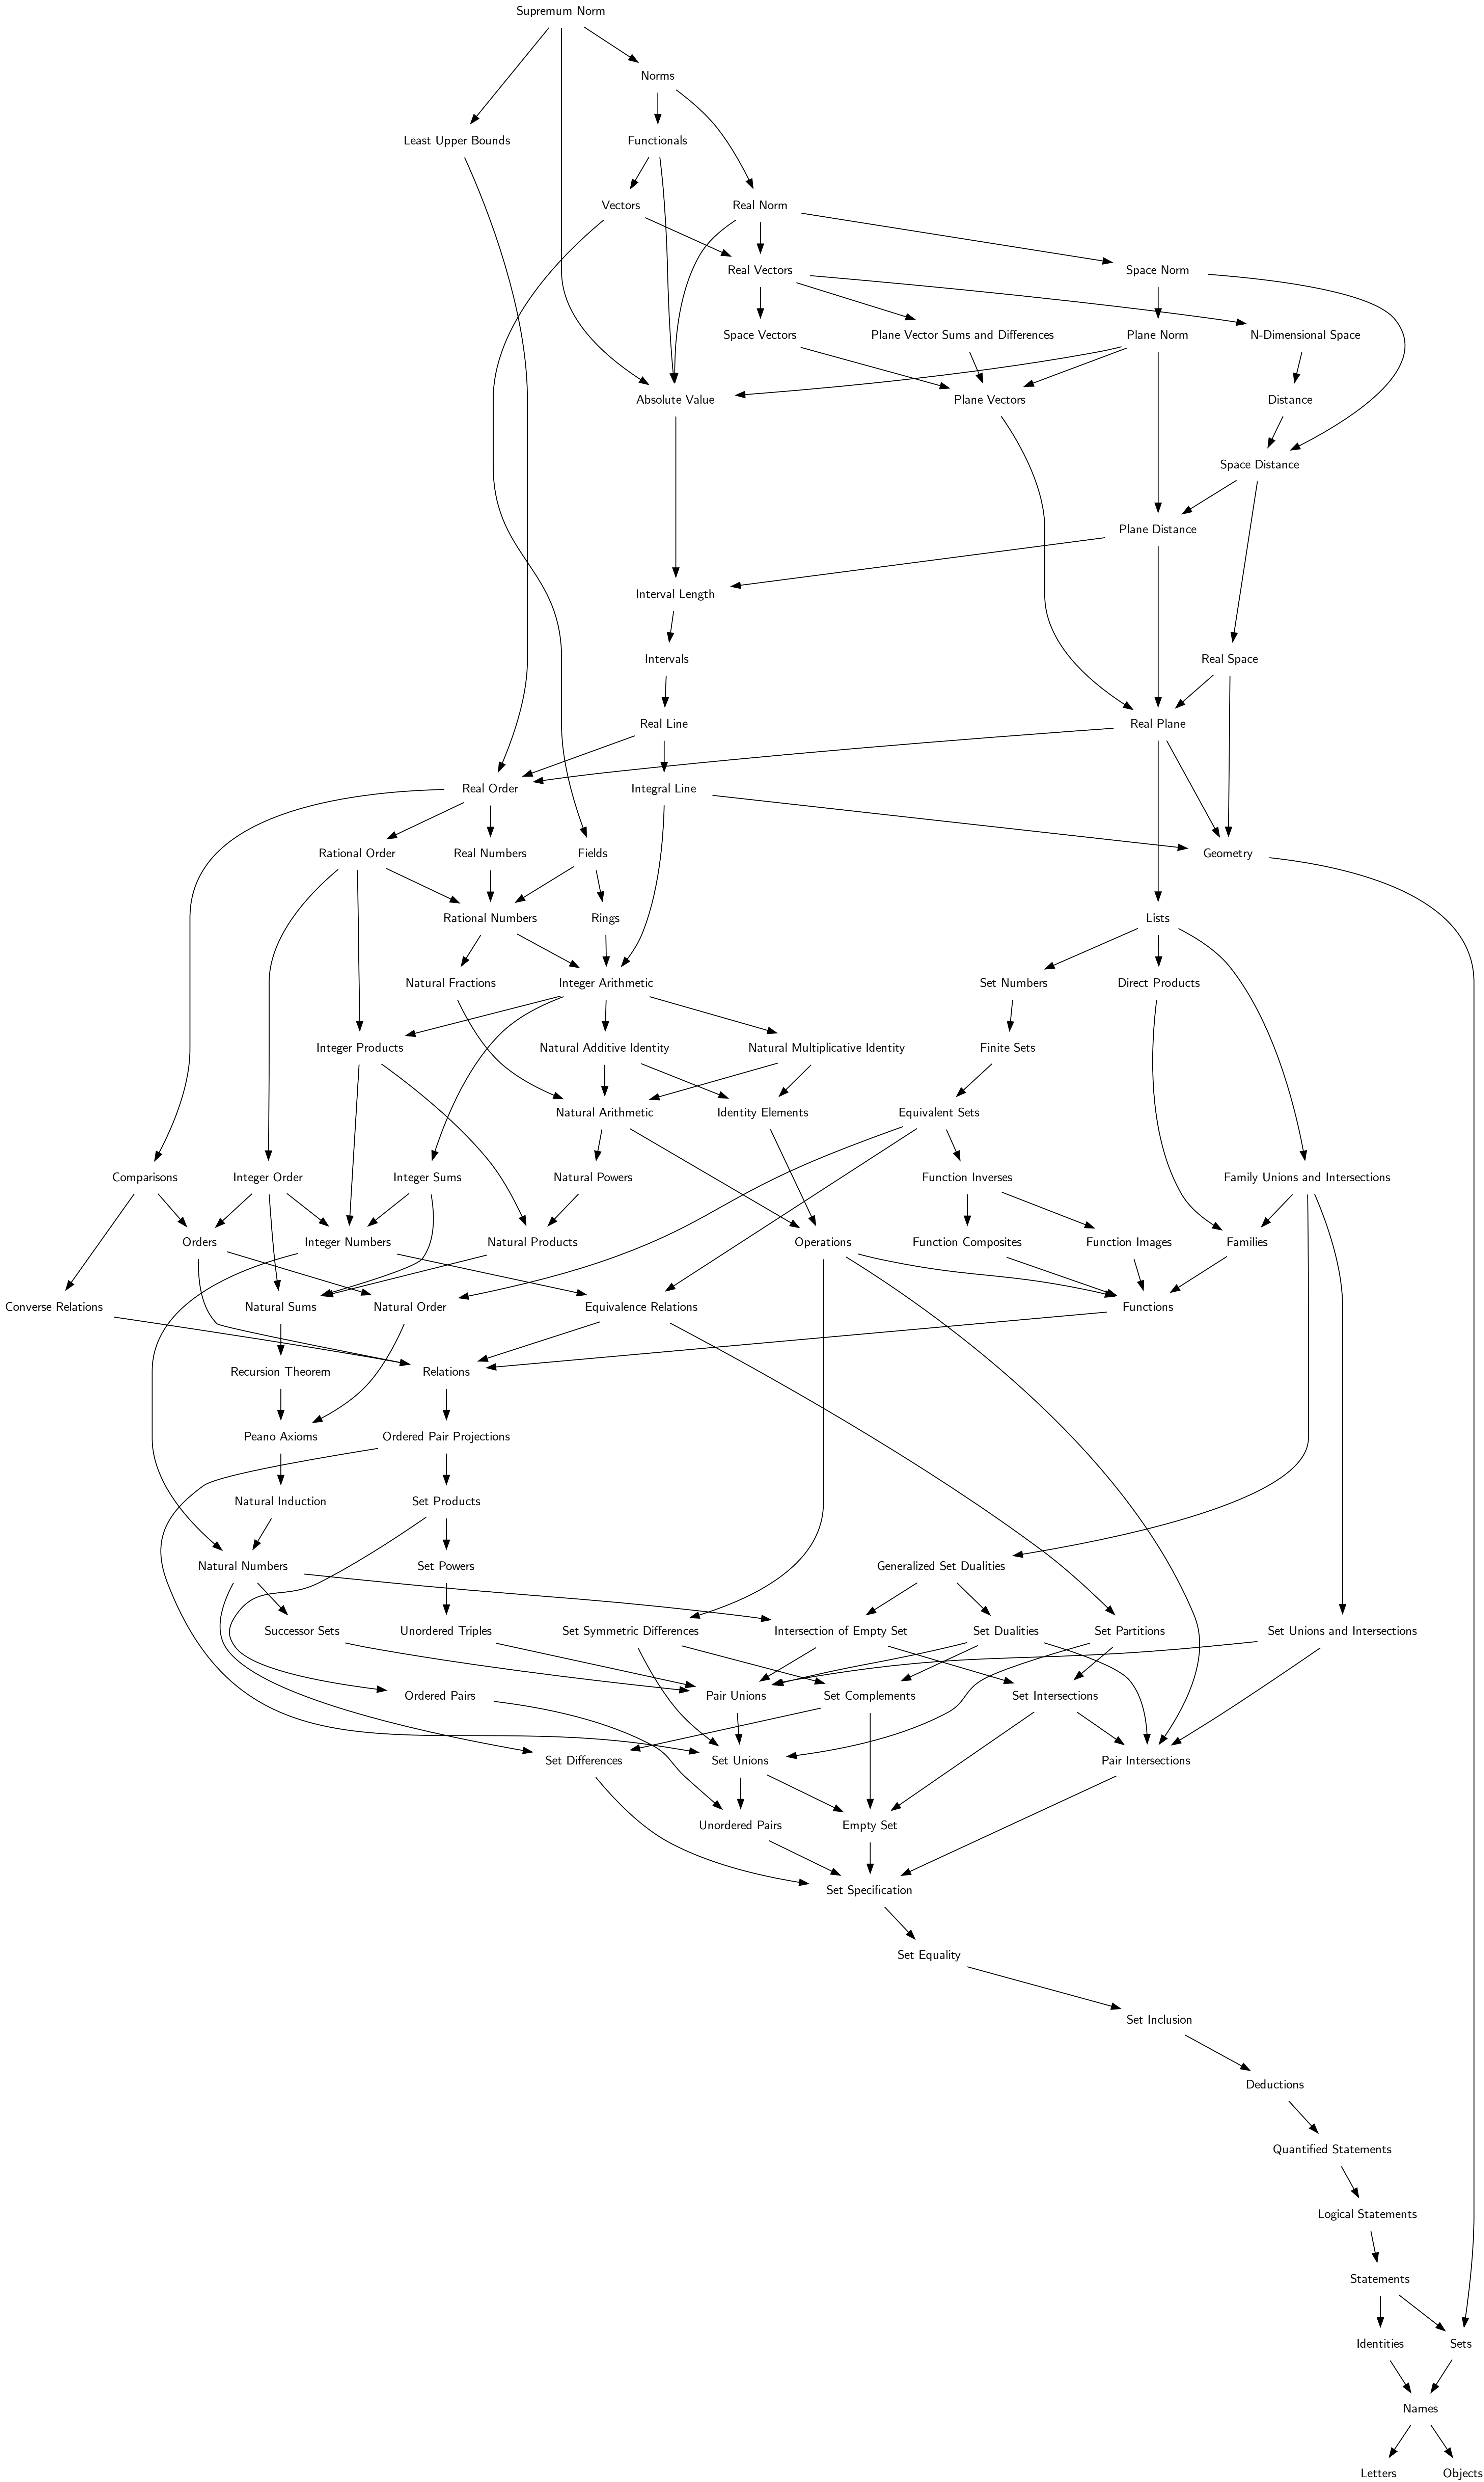 Supremum Norm
Norms
Least Upper Bounds
Functionals
Vectors
Real Norm
Real Vectors
Space Norm
Space Vectors
Plane Vector Sums and Differences
Plane Norm
N-Dimensional Space
Absolute Value
Plane Vectors
Distance
Space Distance
Plane Distance
Interval Length
Intervals
Real Space
Real Line
Real Plane
Real Order
Integral Line
Rational Order
Real Numbers
Fields
Geometry
Rational Numbers
Rings
Lists
Natural Fractions
Integer Arithmetic
Set Numbers
Direct Products
Integer Products
Natural Additive Identity
Natural Multiplicative Identity
Finite Sets
Natural Arithmetic
Identity Elements
Equivalent Sets
Comparisons
Integer Order
Integer Sums
Natural Powers
Function Inverses
Family Unions and Intersections
Orders
Integer Numbers
Natural Products
Operations
Function Composites
Function Images
Families
Converse Relations
Natural Sums
Natural Order
Equivalence Relations
Functions
Recursion Theorem
Relations
Peano Axioms
Ordered Pair Projections
Natural Induction
Set Products
Natural Numbers
Set Powers
Generalized Set Dualities
Successor Sets
Unordered Triples
Set Symmetric Differences
Intersection of Empty Set
Set Dualities
Set Partitions
Set Unions and Intersections
Ordered Pairs
Pair Unions
Set Complements
Set Intersections
Set Differences
Set Unions
Pair Intersections
Unordered Pairs
Empty Set
Set Specification
Set Equality
Set Inclusion
Deductions
Quantified Statements
Logical Statements
Statements
Identities
Sets
Names
Letters
Objects